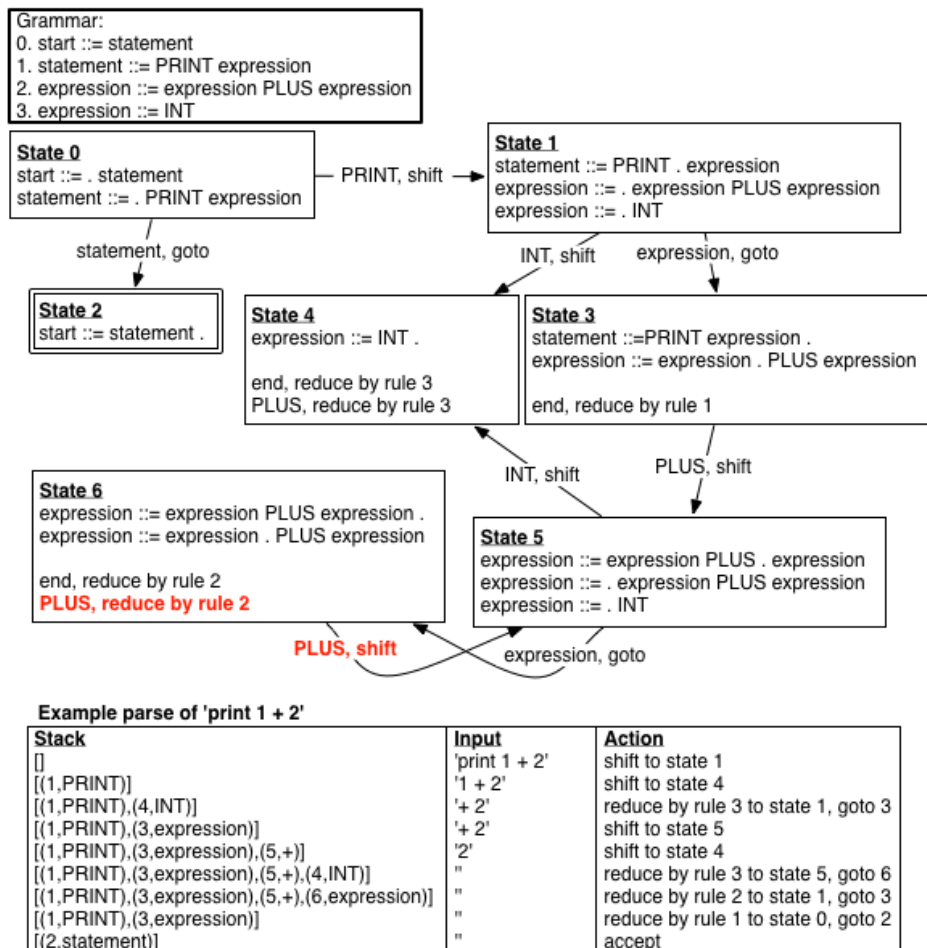 Grammar:
0. start ::= statement
1. statement ::= PRINT expression
2. expression ::= expression PLUS expression
3. expression ::= INT
State 0
start ::= . statement
statement ::= . PRINT expression
PRINT, shift
State 1
statement ::= PRINT . expression
expression ::= . expression PLUS expression
expression ::= . INT
statement, goto
INT, shift
expression, goto
State 2
start ::= statement .
State 4
expression ::= INT .
end, reduce by rule 3
PLUS, reduce by rule 3
State 3
statement ::=PRINT expression .
expression ::= expression . PLUS expression
end, reduce by rule 1
INT, shift
PLUS, shift
State 6
expression ::= expression PLUS expression .
expression ::= expression . PLUS expression
end, reduce by rule 2
PLUS, reduce by rule 2
State 5
expression ::= expression PLUS . expression
expression ::= . expression PLUS expression
expression ::= . INT
PLUS, shift
expression, goto
Example parse of 'print 1 + 2'
Stack Input Action
[] 'print 1 + 2' shift to state 1
[(1,PRINT)] '1 + 2' shift to state 4
[(1,PRINT),(4,INT)] '+ 2' reduce by rule 3 to state 1, goto 3
[(1,PRINT),(3,expression)] '+ 2' shift to state 5
[(1,PRINT),(3,expression),(5,+)] '2' shift to state 4
[(1,PRINT),(3,expression),(5,+),(4,INT)] '' reduce by rule 3 to state 5, goto 6
[(1,PRINT),(3,expression),(5,+),(6,expression)] '' reduce by rule 2 to state 1, goto 3
[(1,PRINT),(3,expression)] '' reduce by rule 1 to state 0, goto 2
[(2,statement)] '' accept